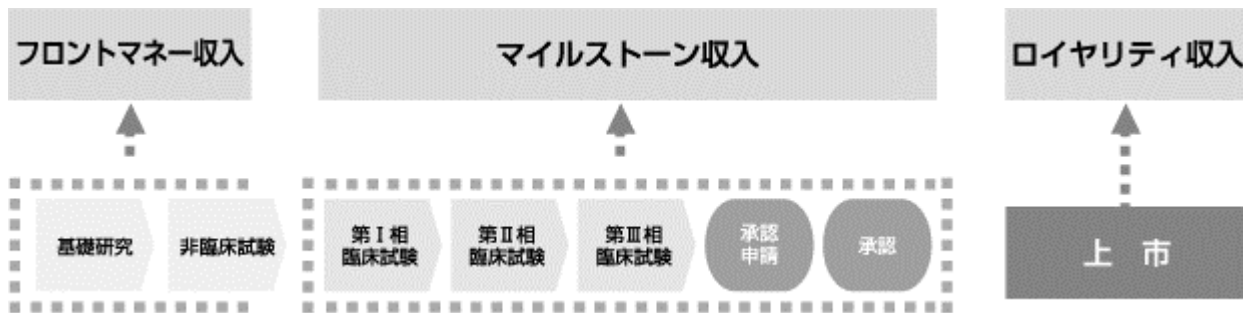 フロントマネー収入
マイルストーン収入
ロイヤリティ収入
基礎研究
非臨床試験
第Ⅰ相
臨床試験
第Ⅱ相
臨床試験
第Ⅲ相
臨床試験
承認
申請
承認
上 市